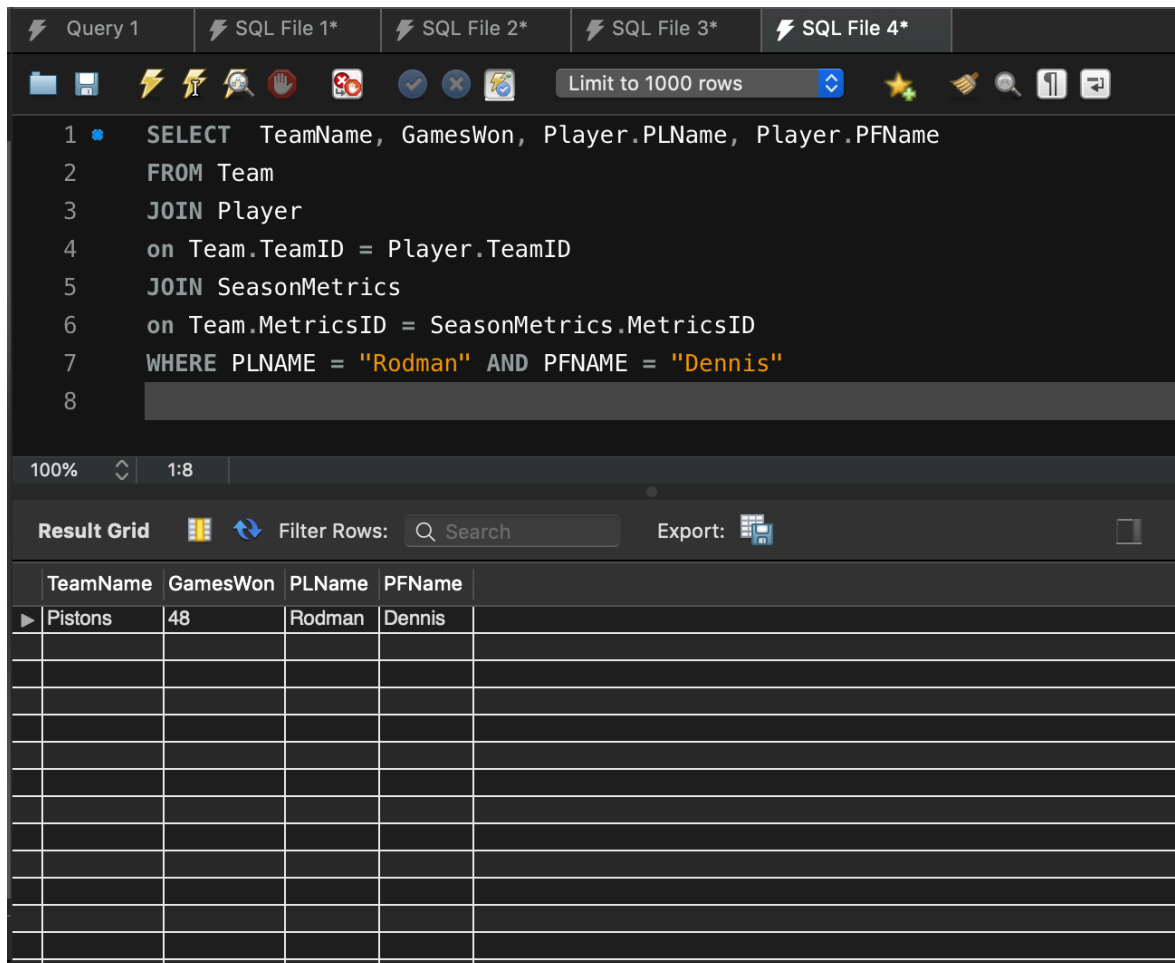 Query 1 SQL File 1* SQL File 2* SQL File 3* SQL File 4*
Limit to 1000 rows
1 SELECT  TeamName, GamesWon, Player.PLName, Player.PFName
2 FROM Team
3 JOIN Player
4 on Team.TeamID = Player.TeamID
5 JOIN SeasonMetrics
6 on Team.MetricsID = SeasonMetrics.MetricsID
7 WHERE PLNAME = "Rodman" AND PFNAME = "Dennis"
8
100% 1:8
Result Grid Filter Rows: Search Export:
TeamName GamesWon PLName PFName
Pistons 48 Rodman Dennis